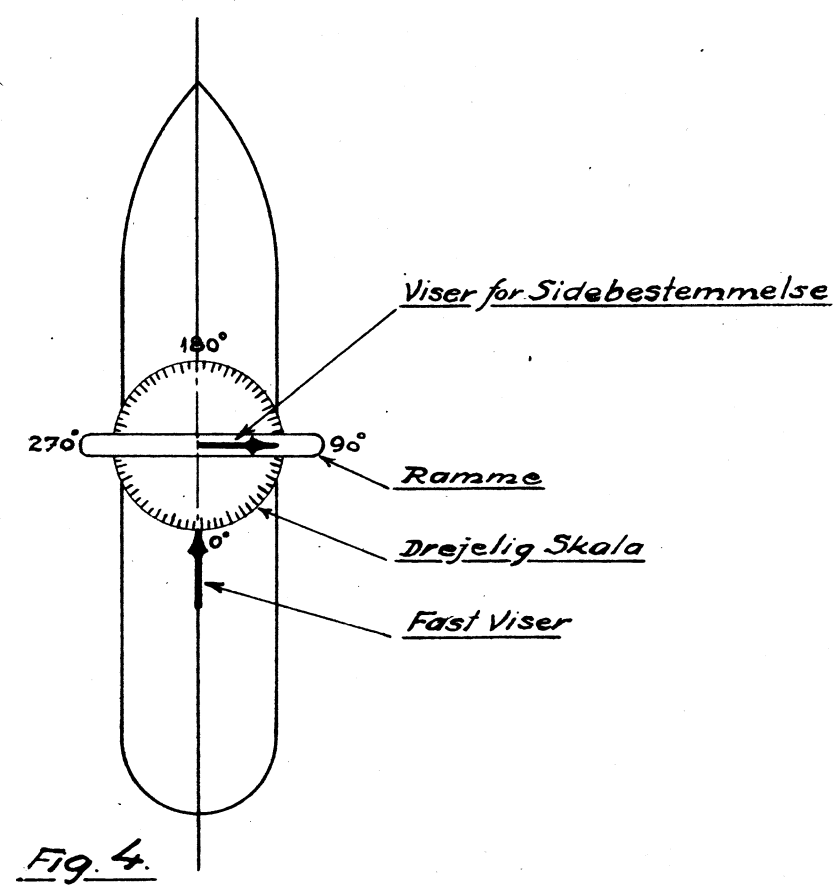 Viser for Sidebestemmelse
180°
270°
90°
Ramme
0°
Drejelig Skala
Fast Viser
Fig. 4.